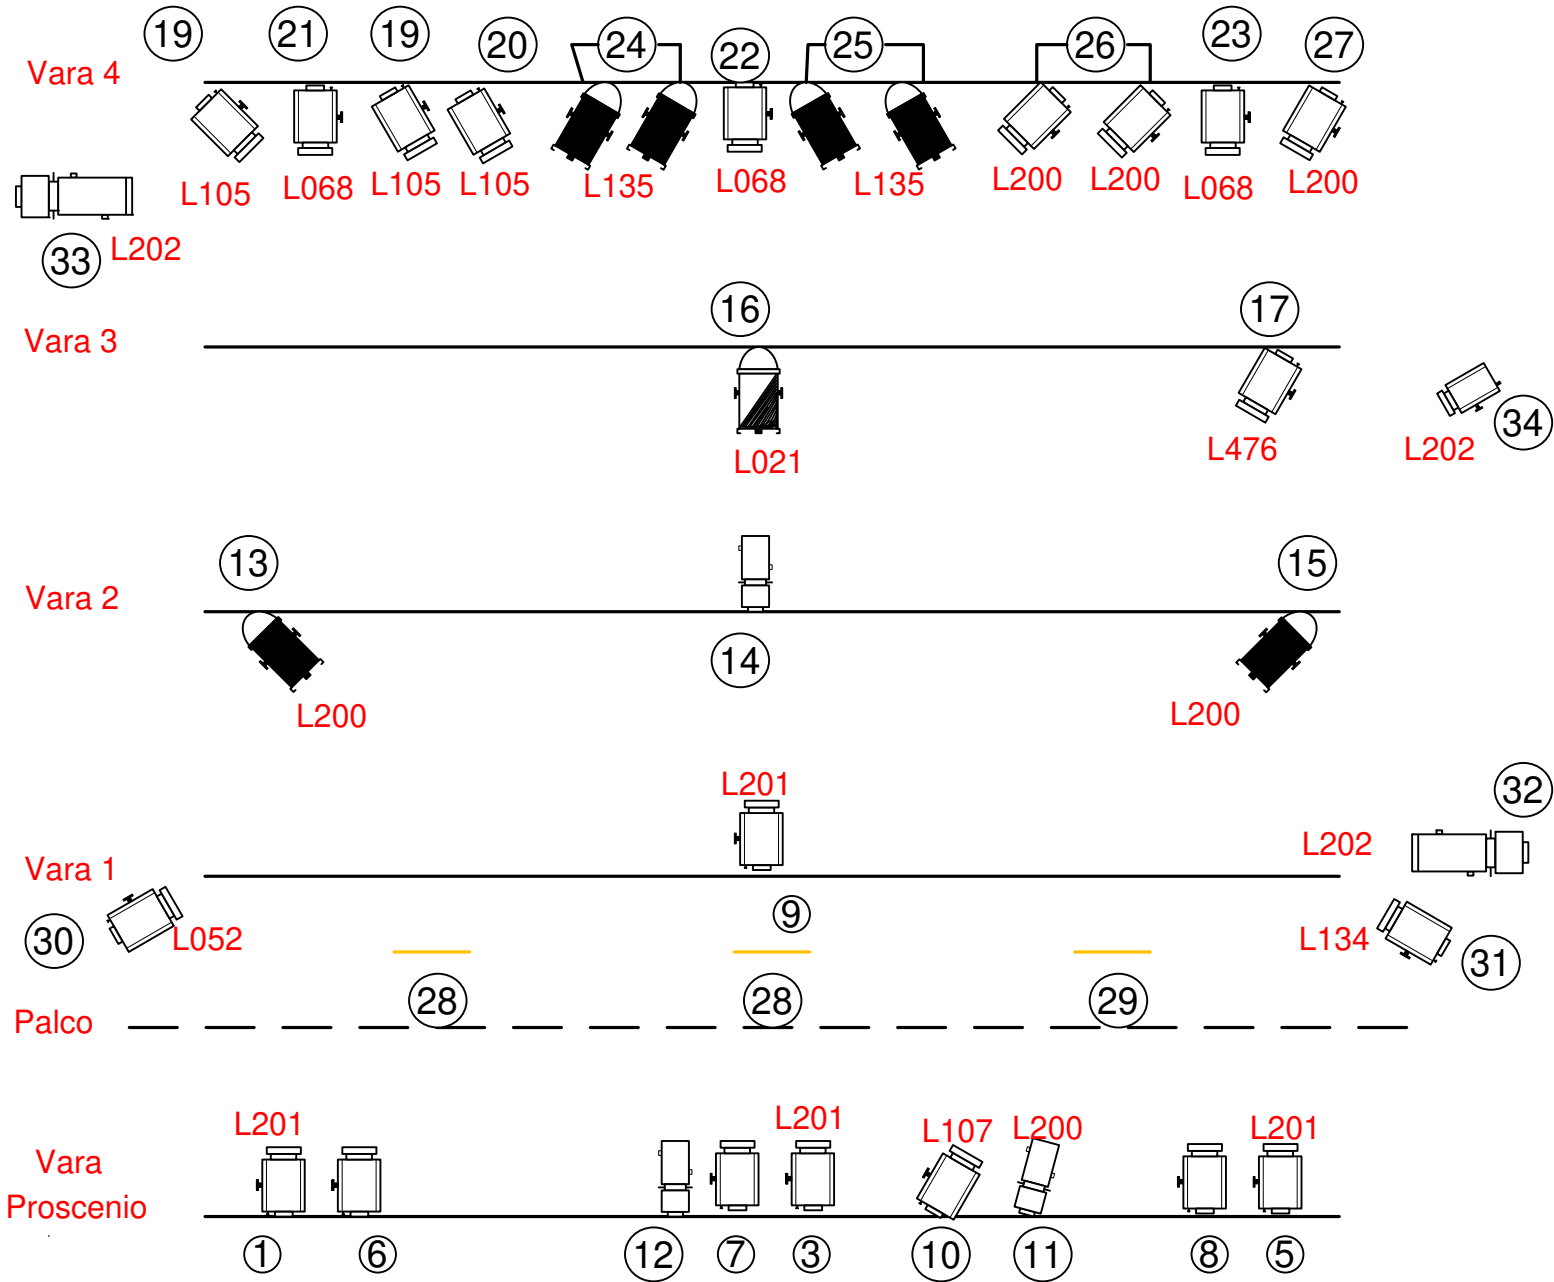 19 21 19 20 24 22 25 26 23 27
Vara 4
L105 L068 L105 L105 L135 L068 L135 L200 L200 L068 L200
33 L202
16 17
Vara 3
34
L021 L476 L202
13 15
Vara 2
14
L200 L200
L201 32
Vara 1 L202
9
30 L052 L134 31
28 28 29
Palco
L201 L201 L107 L200 L201
Vara
Proscenio
1 6 12 7 3 10 11 8 5